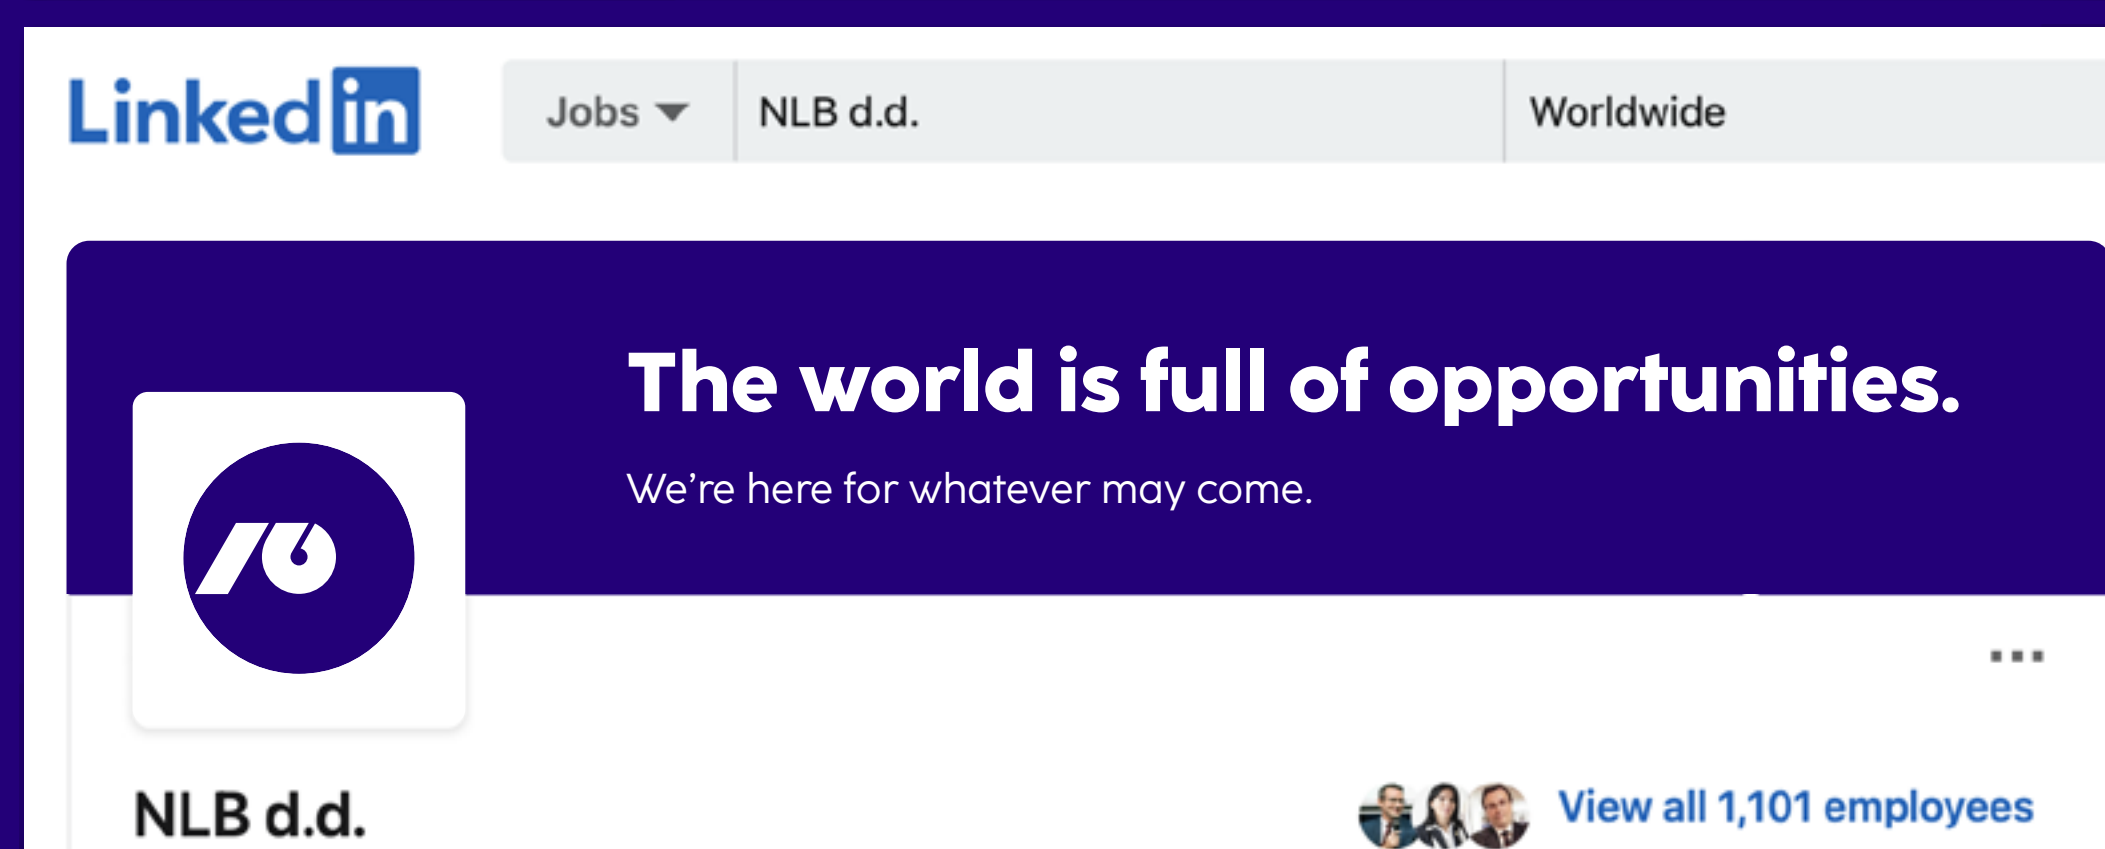 LinkedIn
Jobs
NLB d.d.
Worldwide
The world is full of opportunities.
We're here for whatever may come.
NLB d.d.
View all 1,101 employees